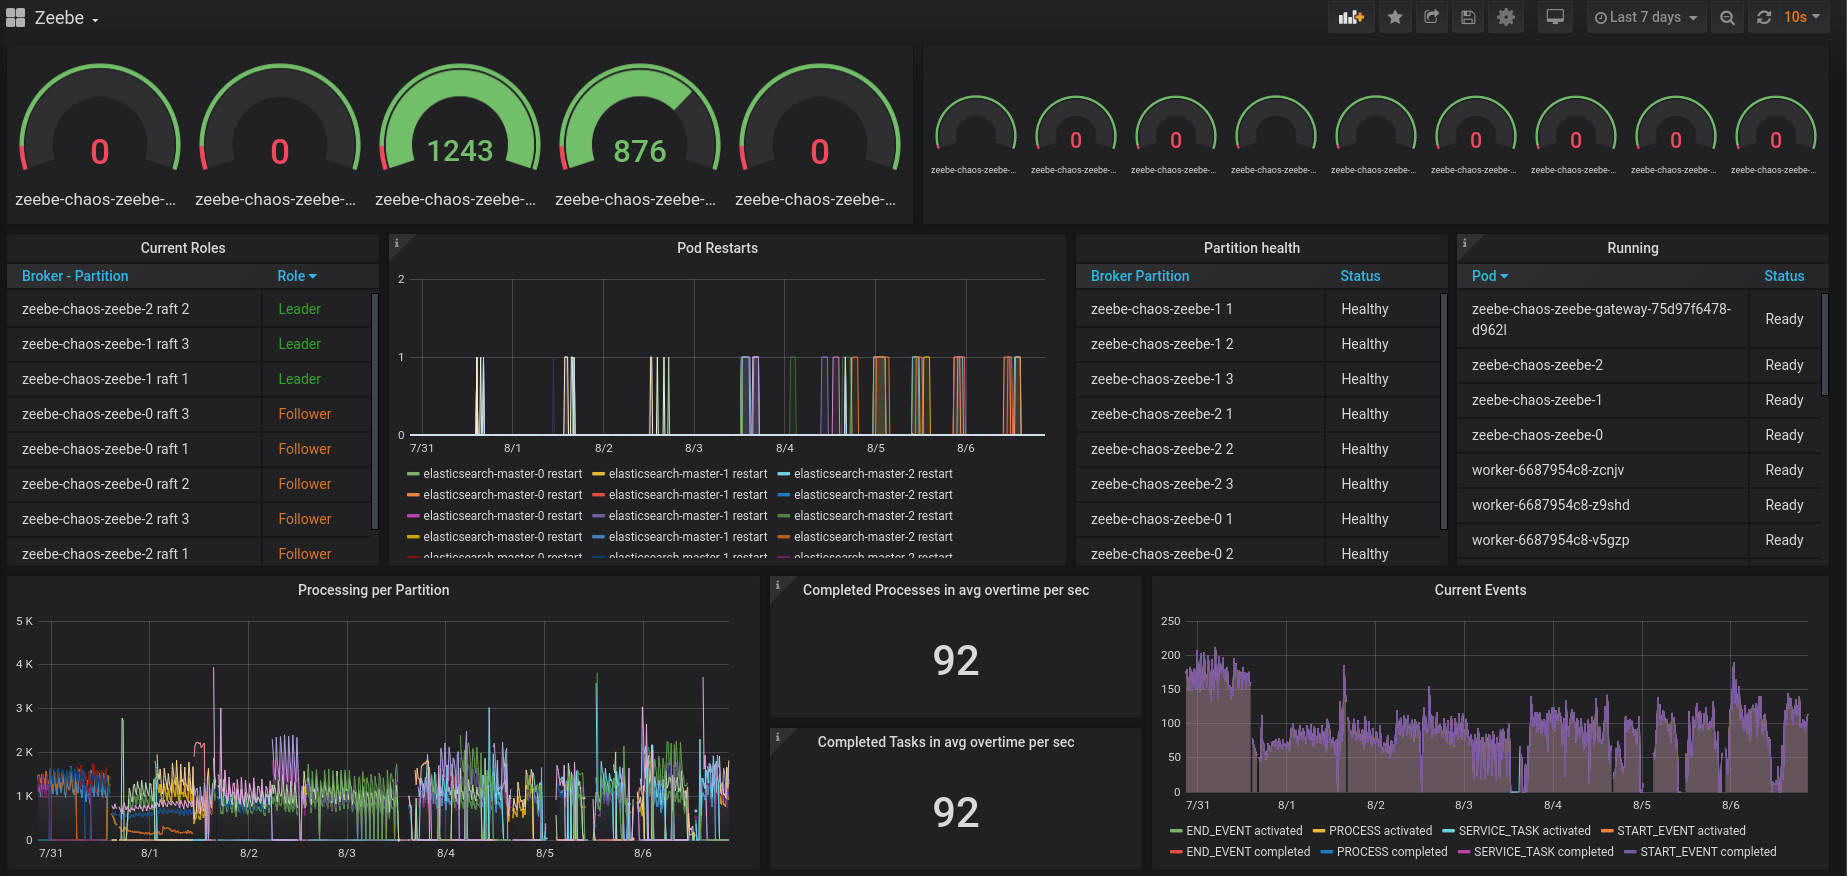 Zeebe
Last 7 days
10s
0
0
1243
876
0
zeebe-chaos-zeebe-...
zeebe-chaos-zeebe-...
zeebe-chaos-zeebe-...
zeebe-chaos-zeebe-...
zeebe-chaos-zeebe-...
0
0
0
0
0
0
zeebe-chaos-zeebe-...
zeebe-chaos-zeebe-...
zeebe-chaos-zeebe-...
zeebe-chaos-zeebe-...
zeebe-chaos-zeebe-...
zeebe-chaos-zeebe-...
zeebe-chaos-zeebe-...
zeebe-chaos-zeebe-...
zeebe-chaos-zeebe-...
Current Roles
Broker - Partition Role
zeebe-chaos-zeebe-2 raft 2 Leader
zeebe-chaos-zeebe-1 raft 3 Leader
zeebe-chaos-zeebe-1 raft 1 Leader
zeebe-chaos-zeebe-0 raft 3 Follower
zeebe-chaos-zeebe-0 raft 1 Follower
zeebe-chaos-zeebe-0 raft 2 Follower
zeebe-chaos-zeebe-2 raft 3 Follower
zeebe-chaos-zeebe-2 raft 1 Follower
i
Pod Restarts
2
1
0
7/31 8/1 8/2 8/3 8/4 8/5 8/6
elasticsearch-master-0 restart elasticsearch-master-1 restart elasticsearch-master-2 restart
elasticsearch-master-0 restart elasticsearch-master-1 restart elasticsearch-master-2 restart
elasticsearch-master-0 restart elasticsearch-master-1 restart elasticsearch-master-2 restart
elasticsearch-master-0 restart elasticsearch-master-1 restart elasticsearch-master-2 restart
elasticsearch-master-0 restart elasticsearch-master-1 restart elasticsearch-master-2 restart
Partition health
Broker Partition Status
zeebe-chaos-zeebe-1 1 Healthy
zeebe-chaos-zeebe-1 2 Healthy
zeebe-chaos-zeebe-1 3 Healthy
zeebe-chaos-zeebe-2 1 Healthy
zeebe-chaos-zeebe-2 2 Healthy
zeebe-chaos-zeebe-2 3 Healthy
zeebe-chaos-zeebe-0 1 Healthy
zeebe-chaos-zeebe-0 2 Healthy
i
Running
Pod Status
zeebe-chaos-zeebe-gateway-75d97f6478-
d962l Ready
zeebe-chaos-zeebe-2 Ready
zeebe-chaos-zeebe-1 Ready
zeebe-chaos-zeebe-0 Ready
worker-6687954c8-zcnjv Ready
worker-6687954c8-z9shd Ready
worker-6687954c8-v5gzp Ready
Processing per Partition
5 K
4 K
3 K
2 K
1 K
0
7/31 8/1 8/2 8/3 8/4 8/5 8/6
i
Completed Processes in avg overtime per sec
92
i
Completed Tasks in avg overtime per sec
92
Current Events
250
200
150
100
50
0
7/31 8/1 8/2 8/3 8/4 8/5 8/6
END_EVENT activated PROCESS activated SERVICE_TASK activated START_EVENT activated
END_EVENT completed PROCESS completed SERVICE_TASK completed START_EVENT completed